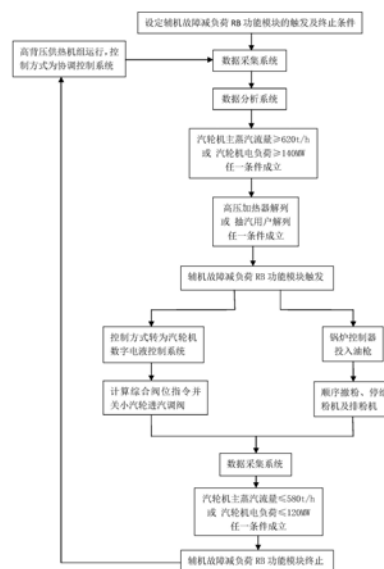 设定辅机故障减负荷 RB 功能模块的触发及终止条件
高背压供热机组运行，控
制方式为协调控制系统
数据采集系统
数据分析系统
汽轮机主蒸汽流量≥620t/h
或 汽轮机电负荷≥140MW
任一条件成立
高压加热器解列
或 抽汽用户解列
任一条件成立
辅机故障减负荷 RB 功能模块触发
控制方式转为汽轮机
数字电液控制系统
锅炉控制器
投入油枪
计算综合阀位指令并
关小汽轮进汽调阀
顺序撤粉、停给
粉机及排粉机
数据采集系统
汽轮机主蒸汽流量≤580t/h
或 汽轮机电负荷≤120MW
任一条件成立
辅机故障减负荷 RB 功能模块终止